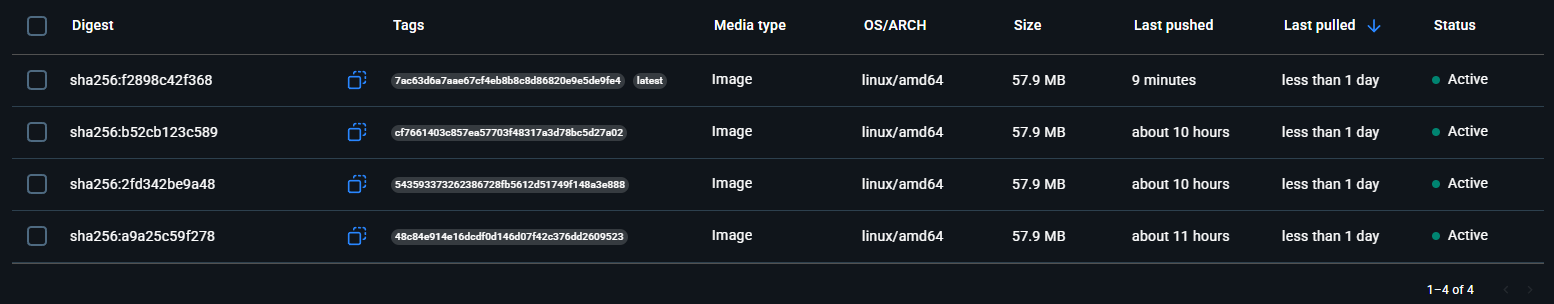 Digest Tags Media type OS/ARCH Size Last pushed Last pulled Status
sha256:f2898c42f368 7ac63d6a7aae67cf4eb8b8c8d86820e9e5de9fe4 latest Image linux/amd64 57.9 MB 9 minutes less than 1 day Active
sha256:b52cb123c589 cf7661403c857ea57703f48317a3d78bc5d27a02 Image linux/amd64 57.9 MB about 10 hours less than 1 day Active
sha256:2fd342be9a48 543593373262386728fb5612d51749f148a3e888 Image linux/amd64 57.9 MB about 10 hours less than 1 day Active
sha256:a9a25c59f278 48c84e914e16dcdf0d146d07f42c376dd2609523 Image linux/amd64 57.9 MB about 11 hours less than 1 day Active
1–4 of 4